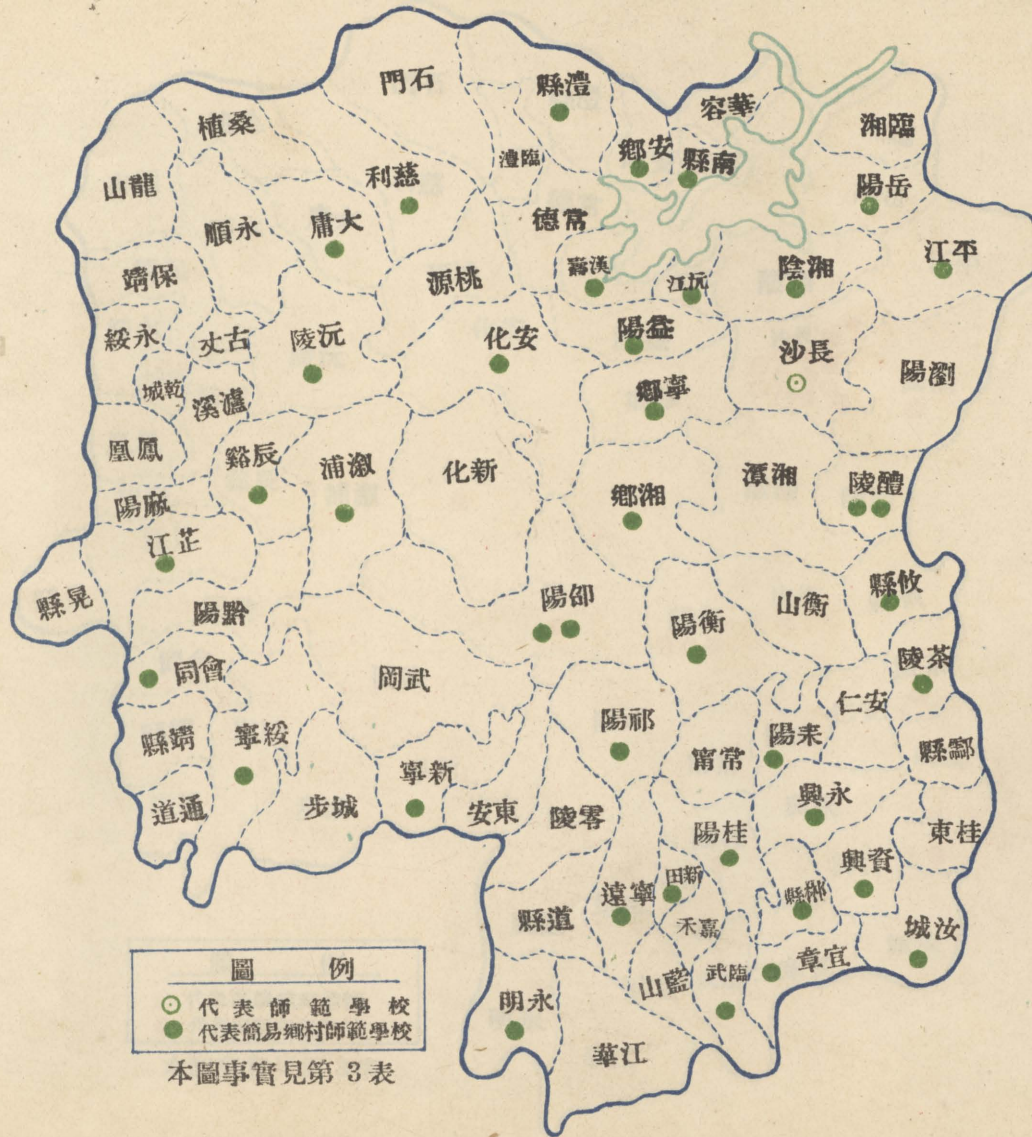 石門
澧縣
華容
桑植
臨澧
安鄉
南縣
臨湘
龍山
慈利
岳陽
永順
大庸
常德
桃源
漢壽
沅江
湘陰
平江
保靖
永綏
古丈
沅陵
安化
益陽
長沙
瀏陽
乾城
瀘溪
寧鄉
鳳凰
辰谿
溆浦
新化
湘鄉
湘潭
醴陵
麻陽
芷江
晃縣
黔陽
邵陽
衡陽
衡山
攸縣
會同
武岡
安仁
茶陵
靖縣
綏寧
祁陽
常甯
耒陽
酃縣
通道
城步
新寧
東安
零陵
桂陽
永興
桂東
道縣
寧遠
新田
嘉禾
郴縣
資興
汝城
永明
藍山
臨武
宜章
江華
圖例
代表師範學校
代表簡易鄉村師範學校
本圖事實見第3表